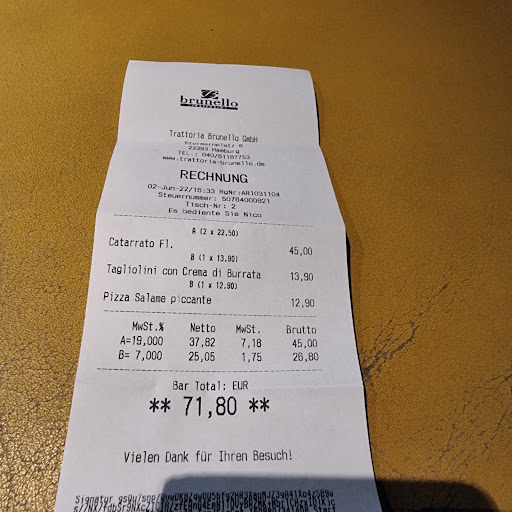 brunello
Trattoria Brunello GmbH
22393 Hamburg
TEL.: 040/61187753
www.trattoria-brunello.de
RECHNUNG
02-Jun-22/18:33 RgNr:AR1031104
Steuernummer: 50764000921
Tisch-Nr: 2
Es bediente Sie Nico
A (2 x 22,50)
Catarrato Fl. 45,00
B (1 x 13,90)
Tagliolini con Crema di Burrata 13,90
B (1 x 12,90)
Pizza Salame piccante 12,90
MwSt.% Netto MwSt. Brutto
A=19,000 37,82 7,18 45,00
B= 7,000 25,05 1,75 26,80
Bar Total: EUR
** 71,80 **
Vielen Dank für Ihren Besuch!
Signatur